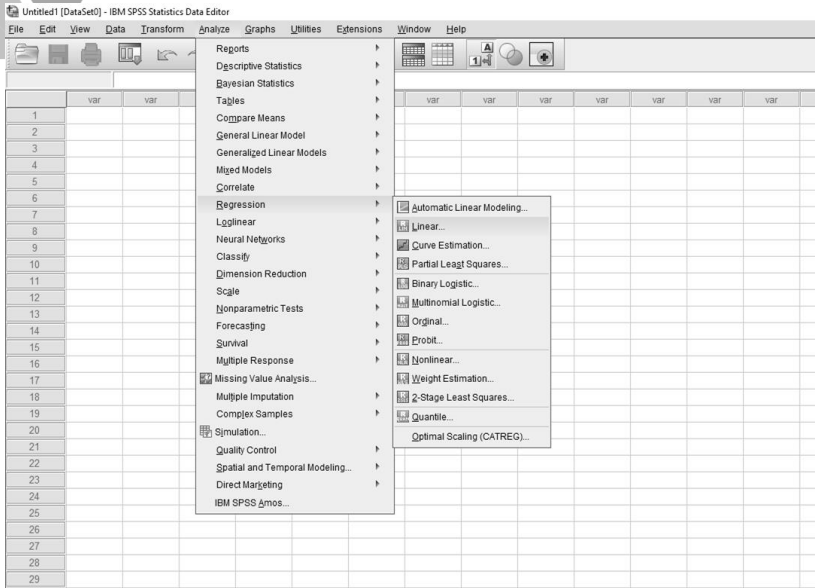 Untitled1 [DataSet0] - IBM SPSS Statistics Data Editor
File Edit View Data Transform Analyze Graphs Utilities Extensions Window Help
var var var var var var var var var
Reports
Descriptive Statistics
Bayesian Statistics
Tables
Compare Means
General Linear Model
Generalized Linear Models
Mixed Models
Correlate
Regression
Loglinear
Neural Networks
Classify
Dimension Reduction
Scale
Nonparametric Tests
Forecasting
Survival
Multiple Response
Missing Value Analysis...
Multiple Imputation
Complex Samples
Simulation...
Quality Control
Spatial and Temporal Modeling...
Direct Marketing
IBM SPSS Amos...
Automatic Linear Modeling...
Linear...
Curve Estimation...
Partial Least Squares...
Binary Logistic...
Multinomial Logistic...
Ordinal...
Probit...
Nonlinear...
Weight Estimation...
2-Stage Least Squares...
Quantile...
Optimal Scaling (CATREG)...
1
2
3
4
5
6
7
8
9
10
11
12
13
14
15
16
17
18
19
20
21
22
23
24
25
26
27
28
29